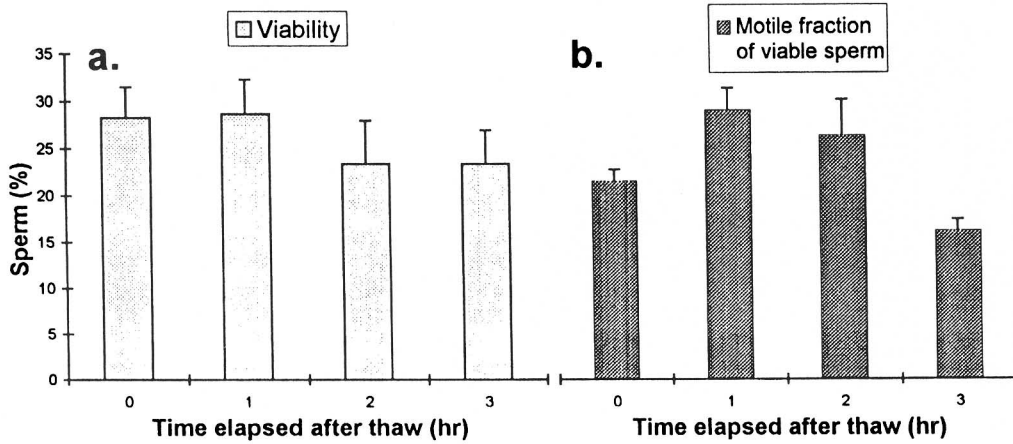 Viability
a.
Sperm (%)
35
30
25
20
15
10
5
0
0 1 2 3
Time elapsed after thaw (hr)
Motile fraction
of viable sperm
b.
0 1 2 3
Time elapsed after thaw (hr)